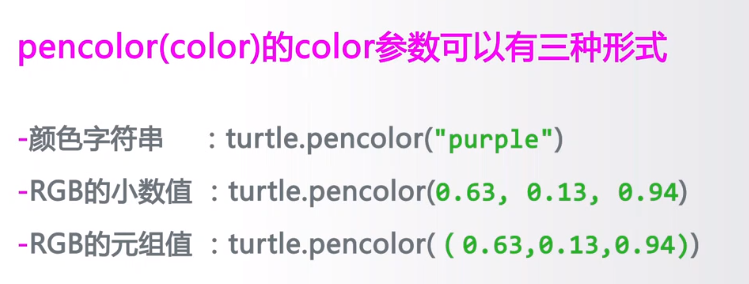 pencolor(color)的color参数可以有三种形式
-颜色字符串 : turtle.pencolor("purple")
-RGB的小数值 : turtle.pencolor(0.63, 0.13, 0.94)
-RGB的元组值 : turtle.pencolor( ( 0.63,0.13,0.94))